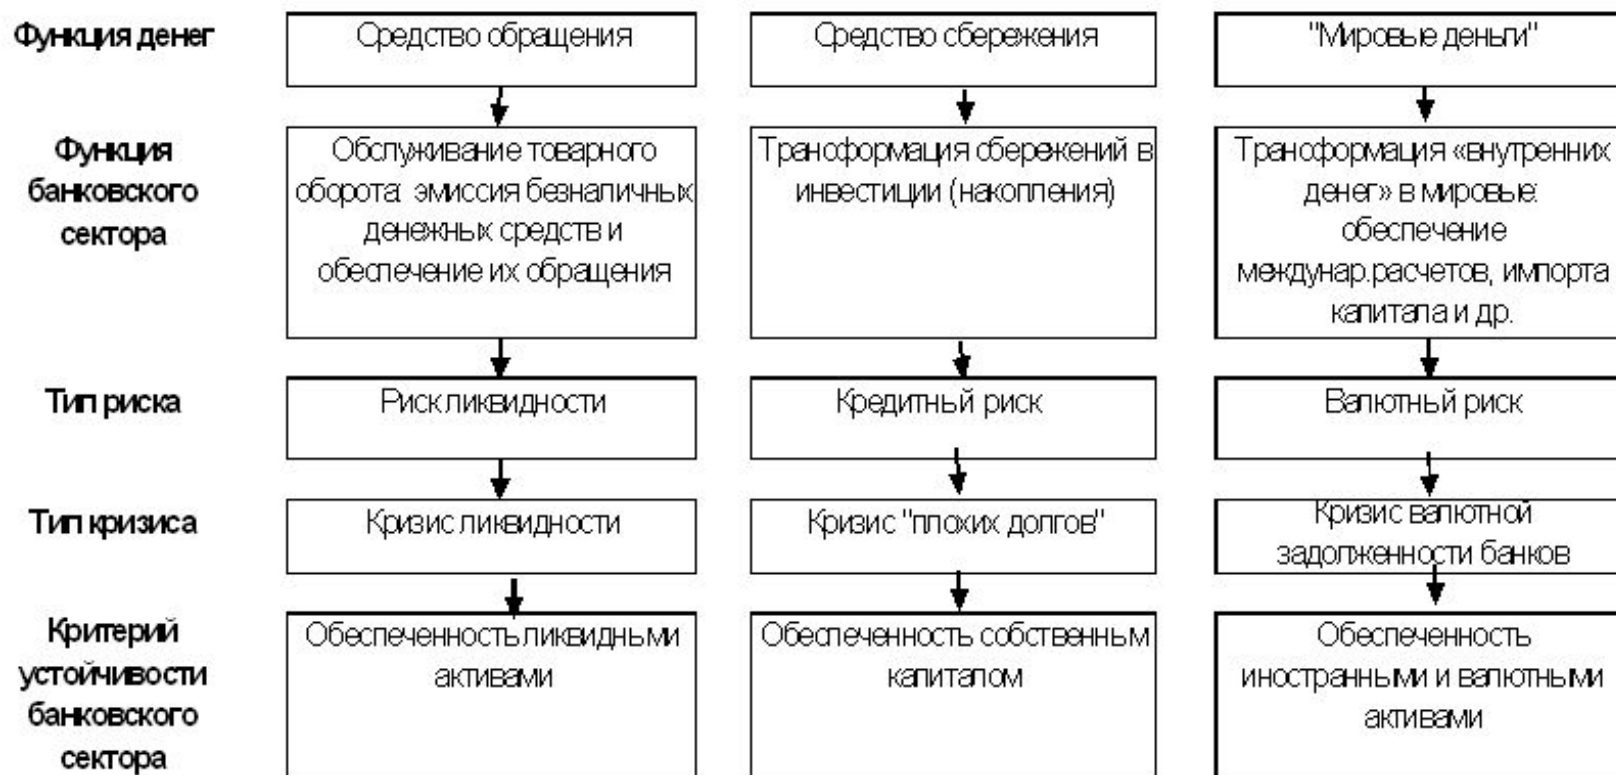 Функция денег
Средство обращения
Средство сбережения
"Мировые деньги"
Функция
банковского
сектора
Обслуживание товарного
оборота: эмиссия безналичных
денежных средств и
обеспечение их обращения
Трансформация сбережений в
инвестиции (накопления)
Трансформация «внутренних
денег» в мировые:
обеспечение
междунар.расчетов, импорта
капитала и др.
Тип риска
Риск ликвидности
Кредитный риск
Валютный риск
Тип кризиса
Кризис ликвидности
Кризис "плохих долгов"
Кризис валютной
задолженности банков
Критерий
устойчивости
банковского
сектора
Обеспеченность ликвидными
активами
Обеспеченность собственным
капиталом
Обеспеченность
иностранными и валютными
активами